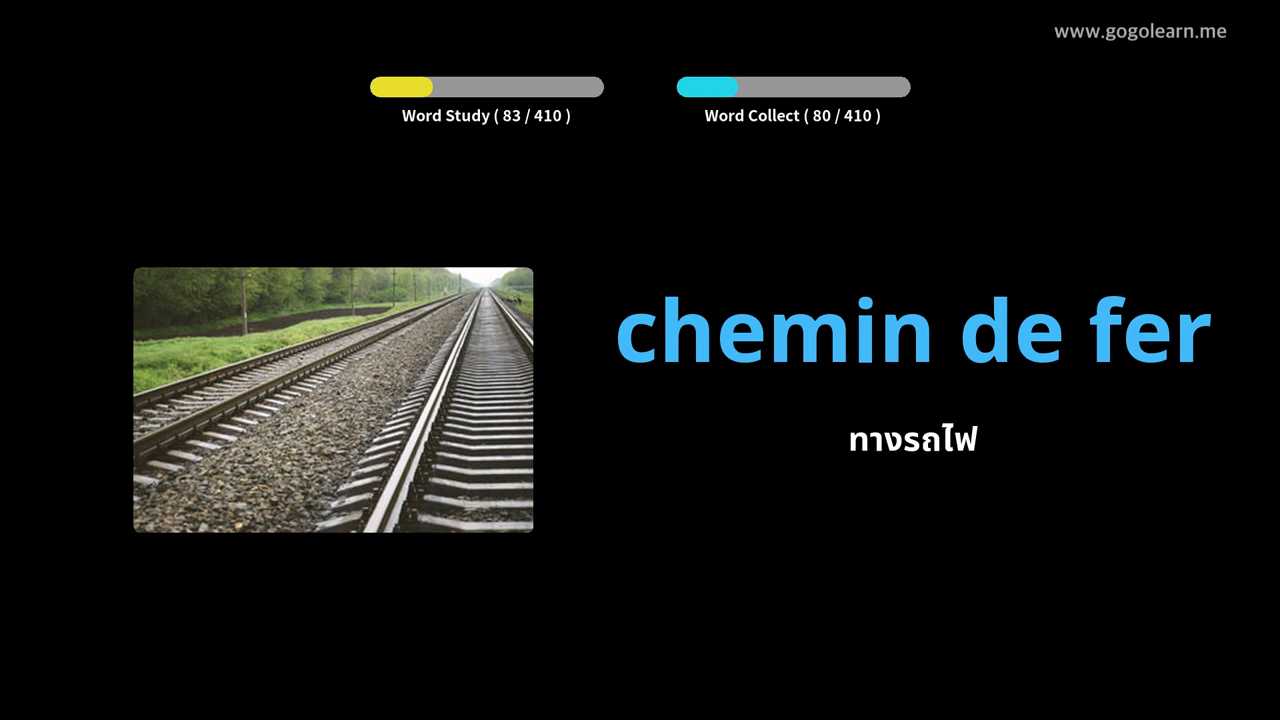 www.gogolearn.me
Word Study ( 83 / 410 )
Word Collect ( 80 / 410 )
chemin de fer
ทางรถไฟ